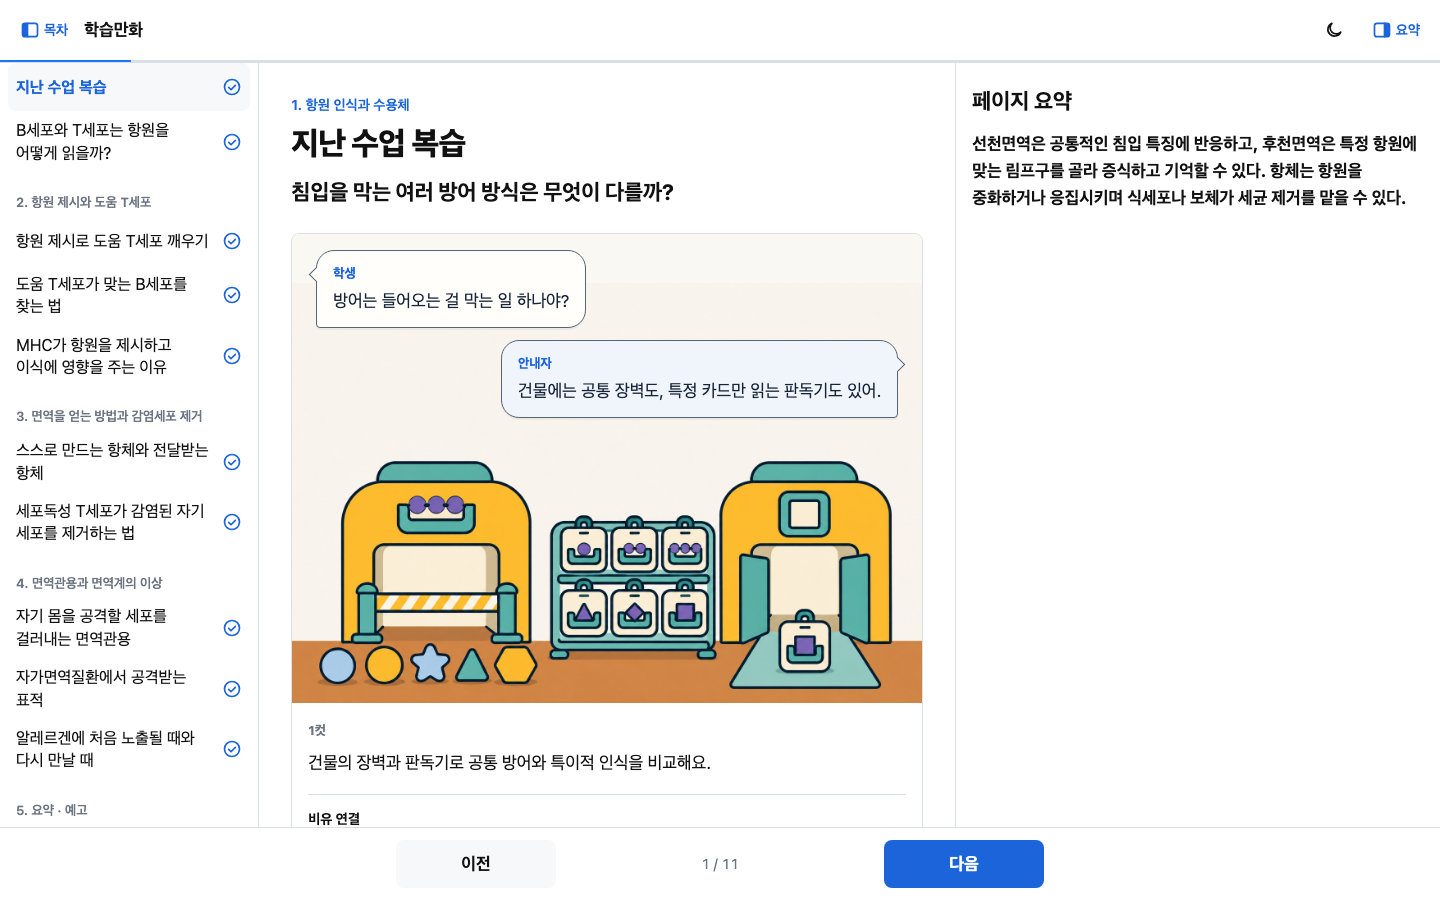 목차
학습만화
요약
지난 수업 복습
B세포와 T세포는 항원을
어떻게 읽을까?
2. 항원 제시와 도움 T세포
항원 제시로 도움 T세포 깨우기
도움 T세포가 맞는 B세포를
찾는 법
MHC가 항원을 제시하고
이식에 영향을 주는 이유
3. 면역을 얻는 방법과 감염세포 제거
스스로 만드는 항체와 전달받는
항체
세포독성 T세포가 감염된 자기
세포를 제거하는 법
4. 면역관용과 면역계의 이상
자기 몸을 공격할 세포를
걸러내는 면역관용
자가면역질환에서 공격받는
표적
알레르겐에 처음 노출될 때와
다시 만날 때
5. 요약 · 예고
1. 항원 인식과 수용체
지난 수업 복습
침입을 막는 여러 방어 방식은 무엇이 다를까?
학생
방어는 들어오는 걸 막는 일 하나야?
안내자
건물에는 공통 장벽도, 특정 카드만 읽는 판독기도 있어.
1컷
건물의 장벽과 판독기로 공통 방어와 특이적 인식을 비교해요.
비유 연결
페이지 요약
선천면역은 공통적인 침입 특징에 반응하고, 후천면역은 특정 항원에
맞는 림프구를 골라 증식하고 기억할 수 있다. 항체는 항원을
중화하거나 응집시키며 식세포나 보체가 세균 제거를 맡을 수 있다.
이전
1 / 11
다음